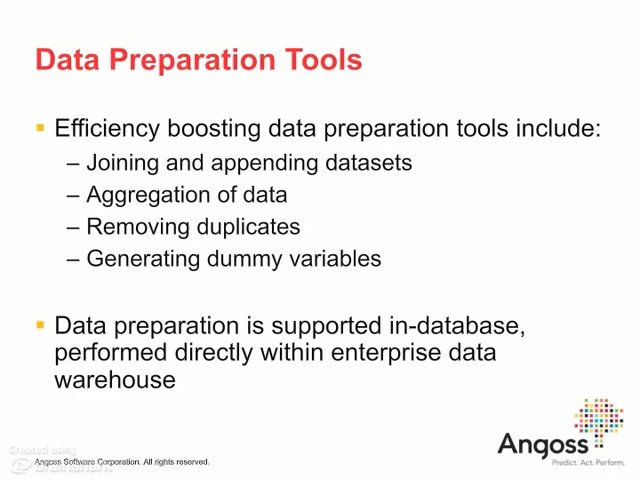 Data Preparation Tools
Efficiency boosting data preparation tools include:
– Joining and appending datasets
– Aggregation of data
– Removing duplicates
– Generating dummy variables
Data preparation is supported in-database,
performed directly within enterprise data
warehouse
Angoss
Predict. Act. Perform.
Created using
Angoss Software Corporation. All rights reserved.